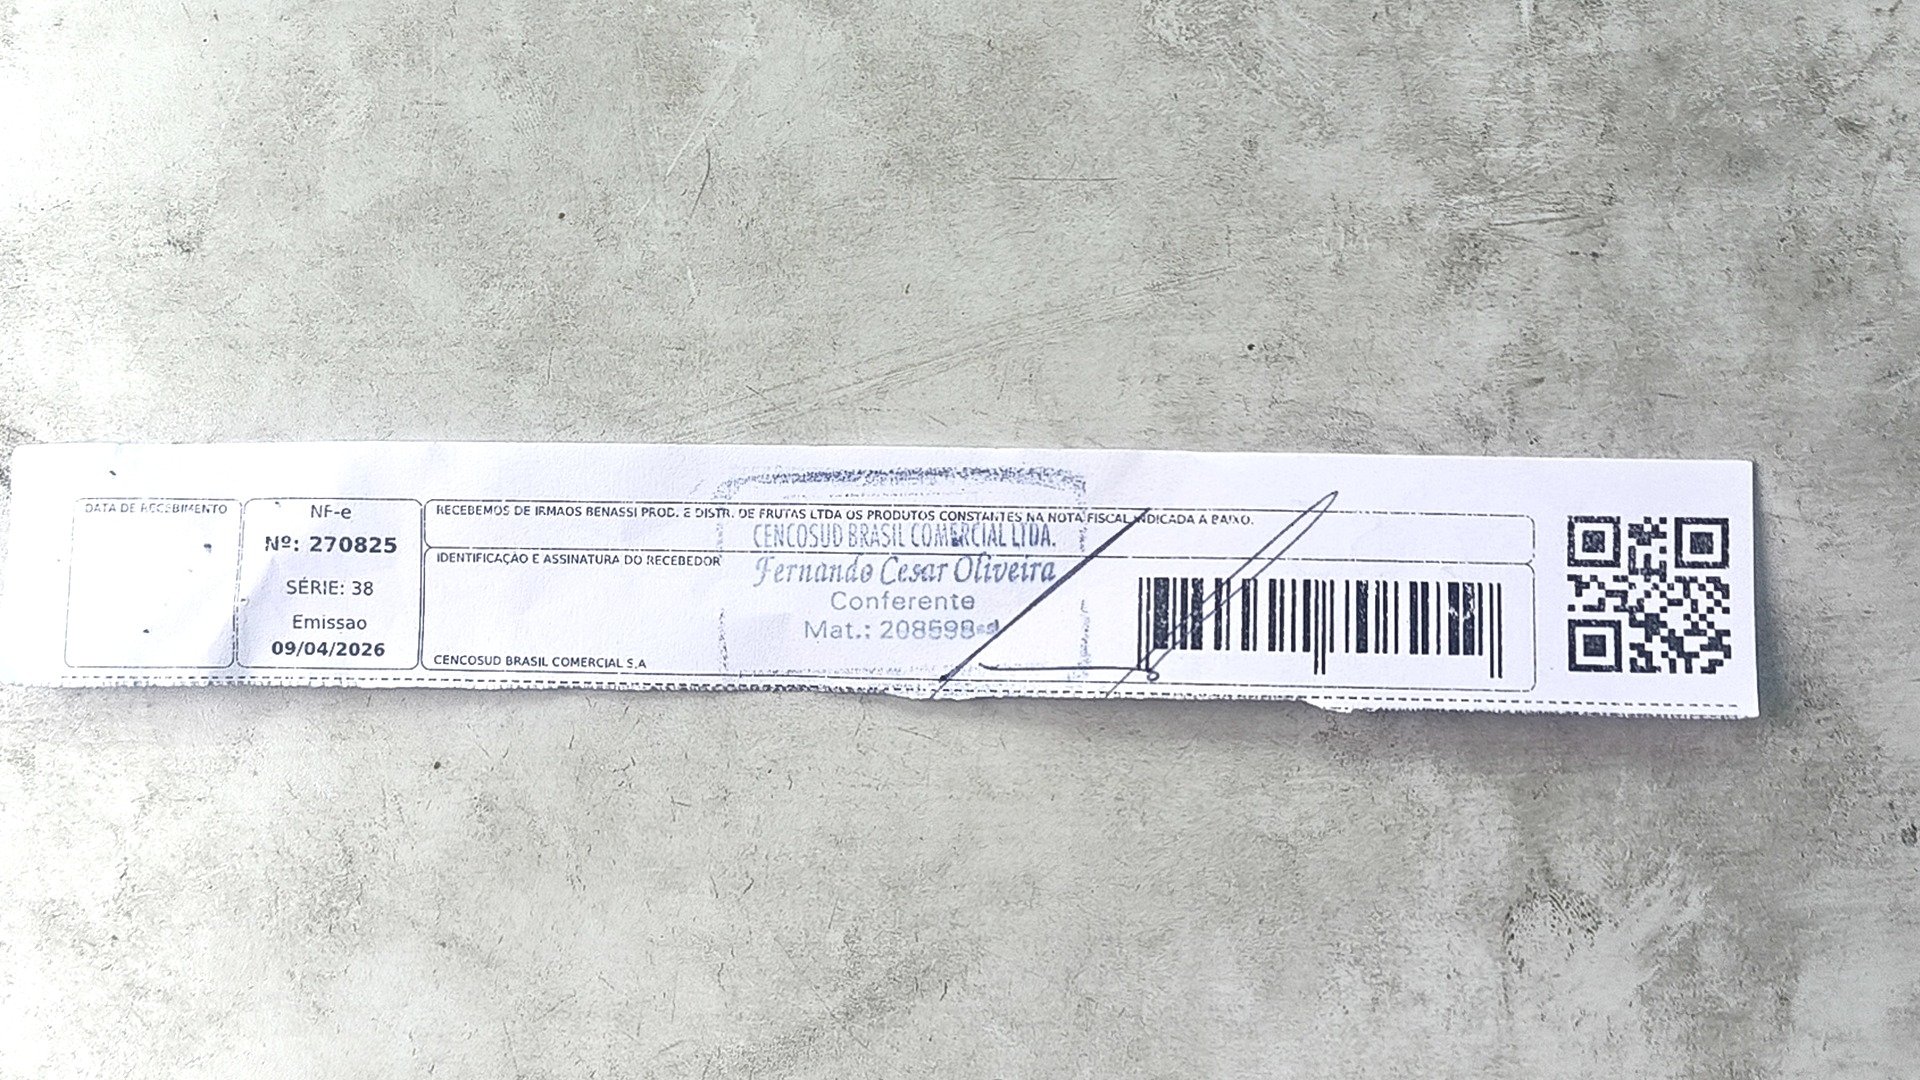 DATA DE RECEBIMENTO
NF-e
Nº: 270825
SÉRIE: 38
Emissao
09/04/2026
RECEBEMOS DE IRMAOS BENASSI PROD. E DISTR. DE FRUTAS LTDA OS PRODUTOS CONSTANTES NA NOTA FISCAL INDICADA A BAIXO.
IDENTIFICAÇÃO E ASSINATURA DO RECEBEDOR
CENCOSUD BRASIL COMERCIAL LTDA.
Fernando Cesar Oliveira
Conferente
Mat.: 208598
CENCOSUD BRASIL COMERCIAL S.A